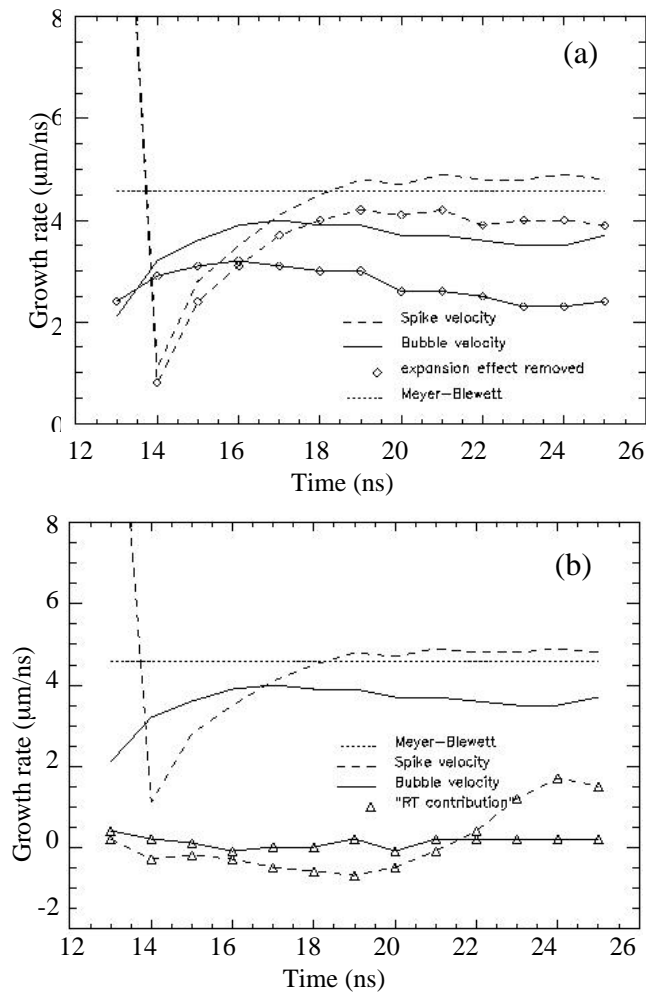 (a)
8
6
4
2
0
Growth rate (μm/ns)
Spike velocity
Bubble velocity
expansion effect removed
Meyer-Blewett
12 14 16 18 20 22 24 26
Time (ns)
(b)
8
6
4
2
0
-2
Growth rate (μm/ns)
Meyer-Blewett
Spike velocity
Bubble velocity
"RT contribution"
12 14 16 18 20 22 24 26
Time (ns)